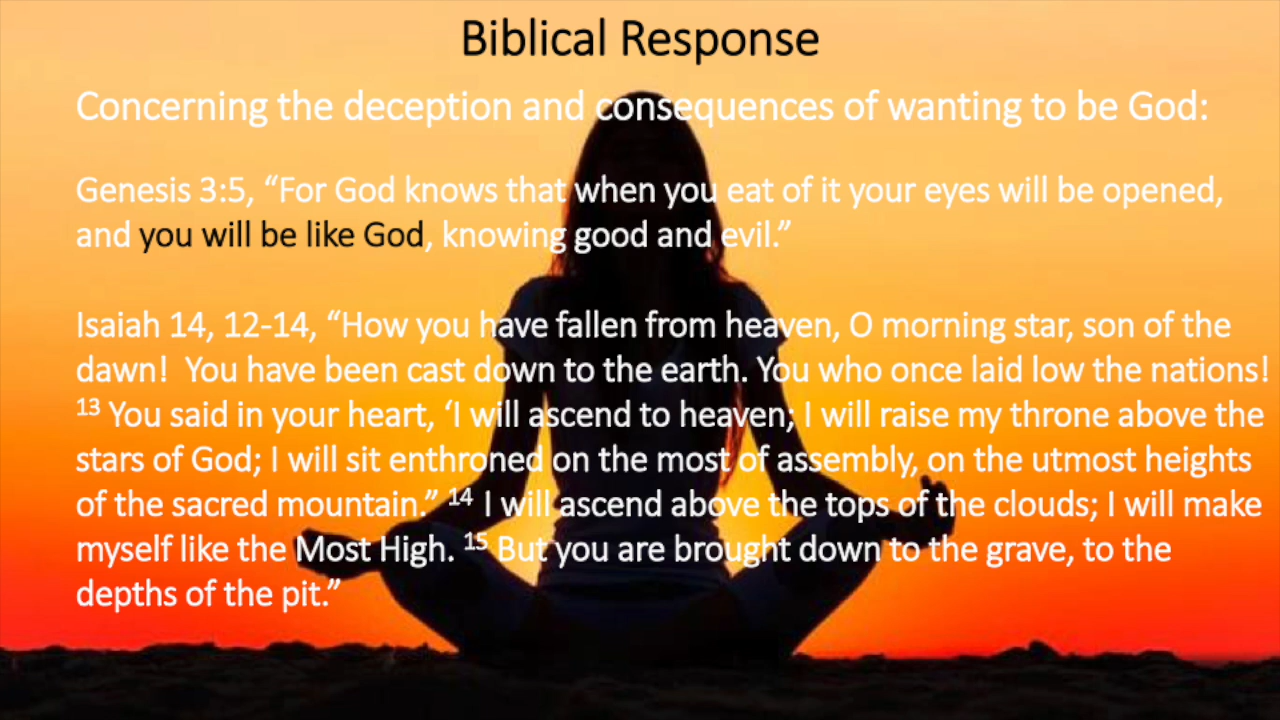 Biblical Response
Concerning the deception and consequences of wanting to be God:
Genesis 3:5, “For God knows that when you eat of it your eyes will be opened,
and you will be like God, knowing good and evil.”
Isaiah 14, 12-14, “How you have fallen from heaven, O morning star, son of the
dawn!  You have been cast down to the earth. You who once laid low the nations!
13 You said in your heart, ‘I will ascend to heaven; I will raise my throne above the
stars of God; I will sit enthroned on the most of assembly, on the utmost heights
of the sacred mountain.” 14 I will ascend above the tops of the clouds; I will make
myself like the Most High. 15 But you are brought down to the grave, to the
depths of the pit.”